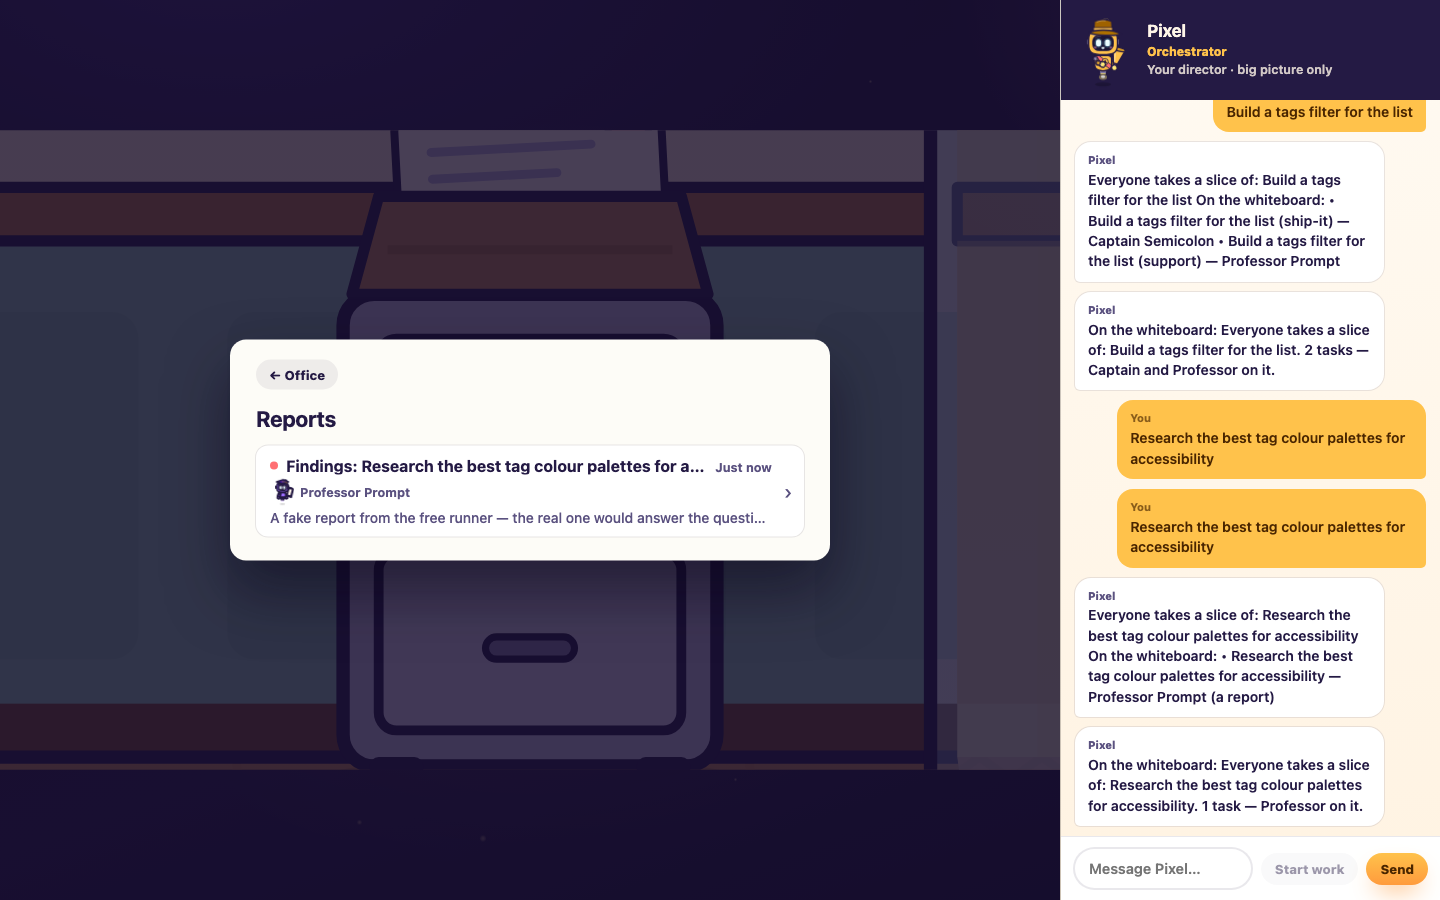 ← Office
Reports
Findings: Research the best tag colour palettes for a... Just now
Professor Prompt
›
A fake report from the free runner — the real one would answer the questi...
Pixel
Orchestrator
Your director · big picture only
Build a tags filter for the list
Pixel
Everyone takes a slice of: Build a tags
filter for the list On the whiteboard: •
Build a tags filter for the list (ship-it) —
Captain Semicolon • Build a tags filter for
the list (support) — Professor Prompt
Pixel
On the whiteboard: Everyone takes a slice
of: Build a tags filter for the list. 2 tasks —
Captain and Professor on it.
You
Research the best tag colour palettes for
accessibility
You
Research the best tag colour palettes for
accessibility
Pixel
Everyone takes a slice of: Research the
best tag colour palettes for accessibility
On the whiteboard: • Research the best
tag colour palettes for accessibility —
Professor Prompt (a report)
Pixel
On the whiteboard: Everyone takes a slice
of: Research the best tag colour palettes
for accessibility. 1 task — Professor on it.
Message Pixel...
Start work
Send